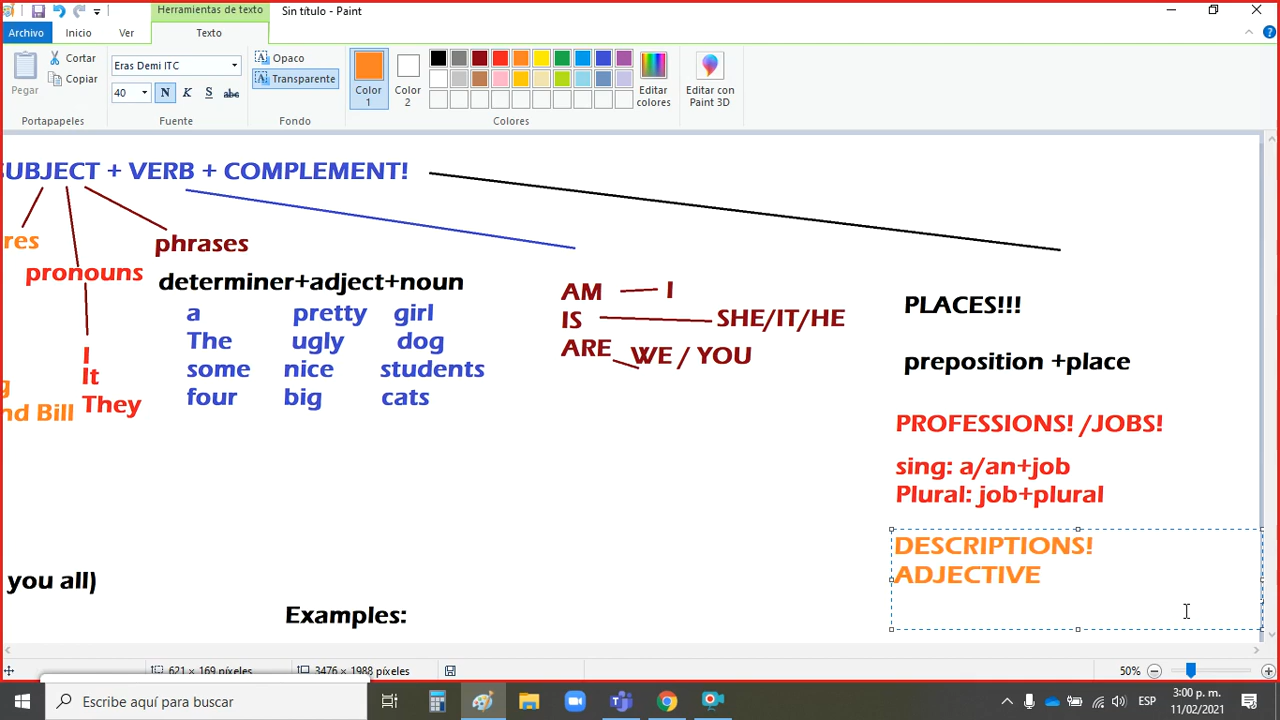 Herramientas de texto
Sin título - Paint
Archivo
Inicio
Ver
Texto
Pegar
Cortar
Copiar
Portapapeles
Eras Demi ITC
40
N
K
S
abc
Fuente
Opaco
Transparente
Fondo
Color 1
Color 2
Colores
Editar colores
Editar con Paint 3D
SUBJECT + VERB + COMPLEMENT!
res
phrases
pronouns
determiner+adject+noun
a pretty girl
The ugly dog
some nice students
four big cats
I
It
They
g
nd Bill
AM I
IS SHE/IT/HE
ARE WE / YOU
PLACES!!!
preposition +place
PROFESSIONS! /JOBS!
sing: a/an+job
Plural: job+plural
DESCRIPTIONS!
ADJECTIVE
you all)
Examples:
621 × 169 píxeles
3476 × 1988 píxeles
50%
Escribe aquí para buscar
ESP
3:00 p. m.
11/02/2021